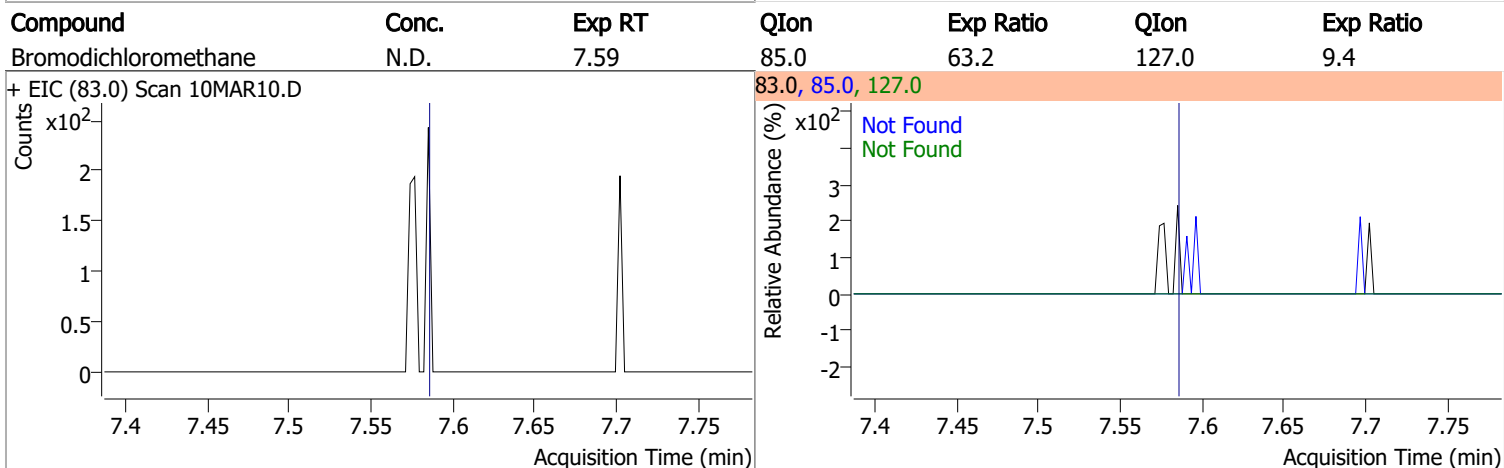 Compound Conc. Exp RT QIon Exp Ratio QIon Exp Ratio
Bromodichloromethane N.D. 7.59 85.0 63.2 127.0 9.4
+ EIC (83.0) Scan 10MAR10.D
Counts
x10²
2
1.5
1
0.5
0
7.4 7.45 7.5 7.55 7.6 7.65 7.7 7.75
Acquisition Time (min)
83.0, 85.0, 127.0
Relative Abundance (%)
x10²
Not Found
Not Found
3
2
1
0
-1
-2
7.4 7.45 7.5 7.55 7.6 7.65 7.7 7.75
Acquisition Time (min)